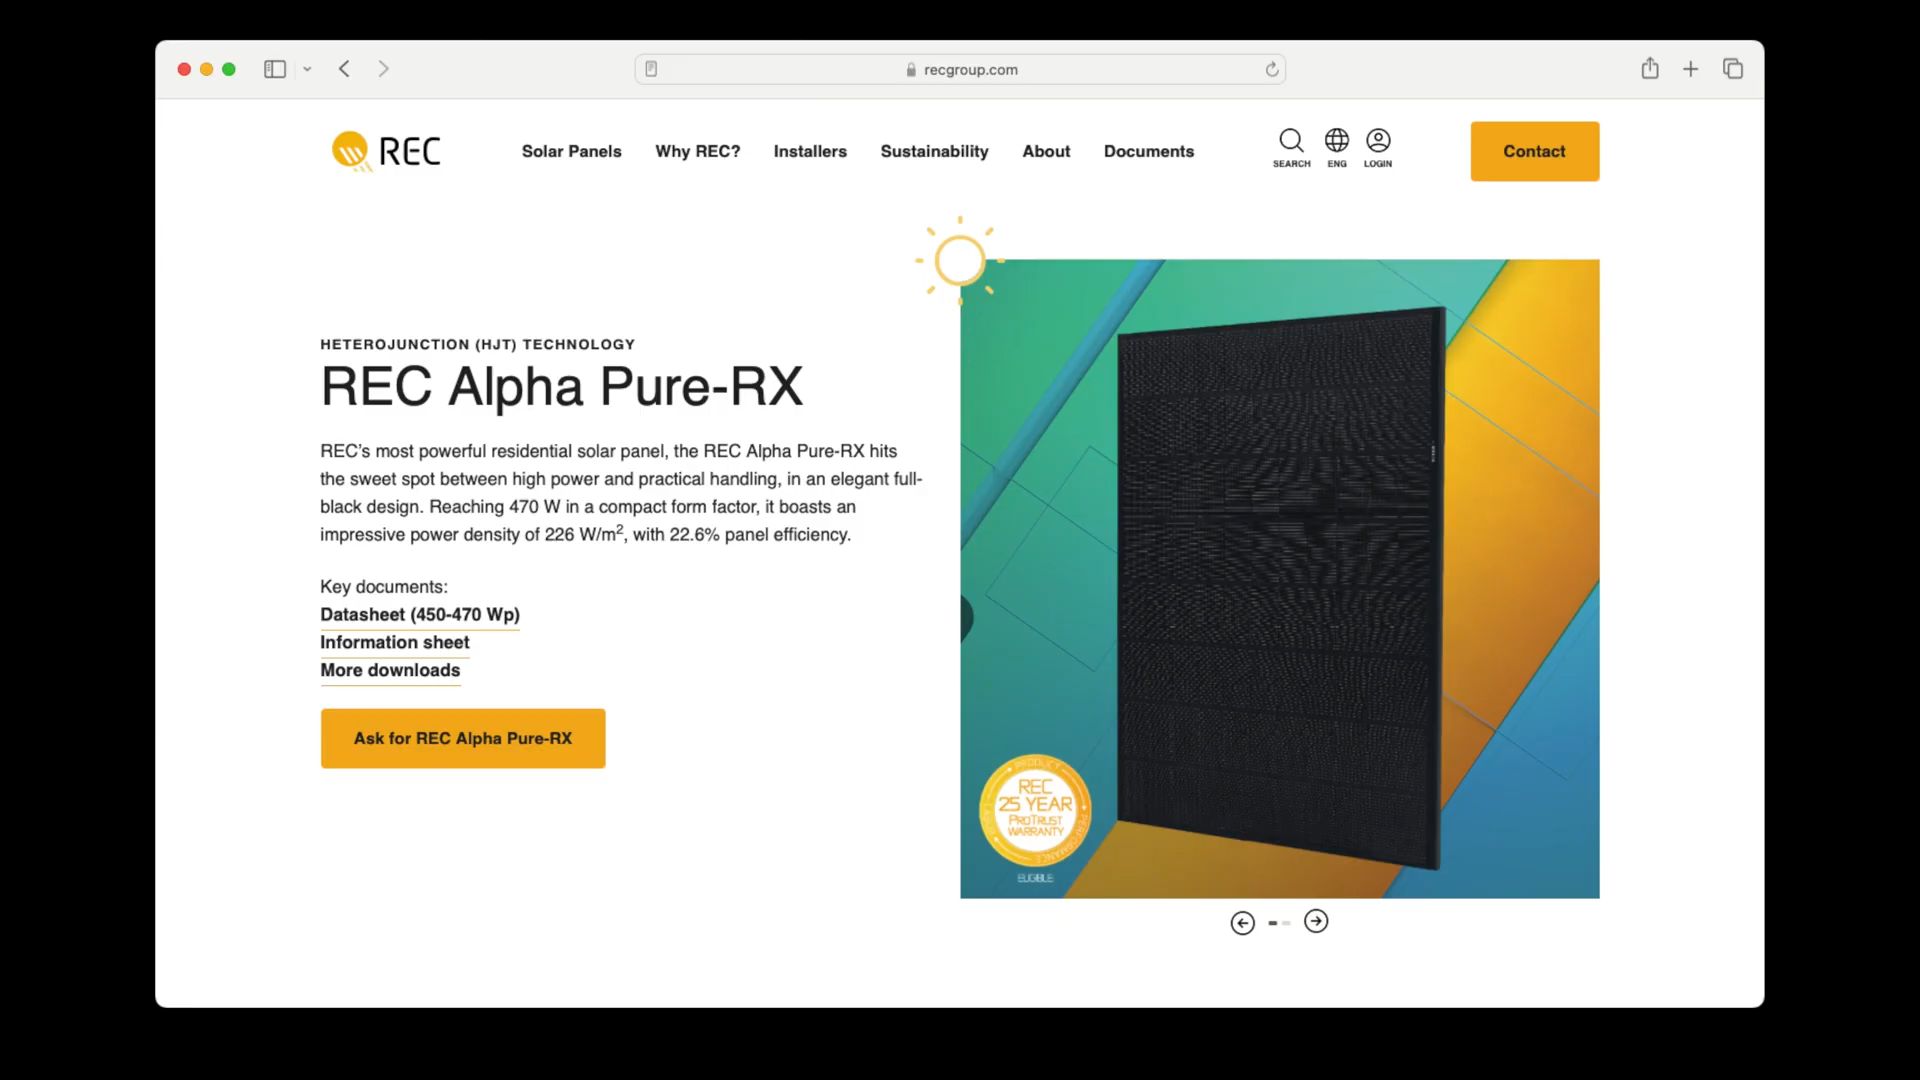 recgroup.com
REC
Solar Panels
Why REC?
Installers
Sustainability
About
Documents
SEARCH
ENG
LOGIN
Contact
HETEROJUNCTION (HJT) TECHNOLOGY
REC Alpha Pure-RX
REC's most powerful residential solar panel, the REC Alpha Pure-RX hits
the sweet spot between high power and practical handling, in an elegant full-
black design. Reaching 470 W in a compact form factor, it boasts an
impressive power density of 226 W/m², with 22.6% panel efficiency.
Key documents:
Datasheet (450-470 Wp)
Information sheet
More downloads
Ask for REC Alpha Pure-RX
PRODUCT
REC
25 YEAR
PROTRUST
WARRANTY
PERFORMANCE
ELIGIBLE